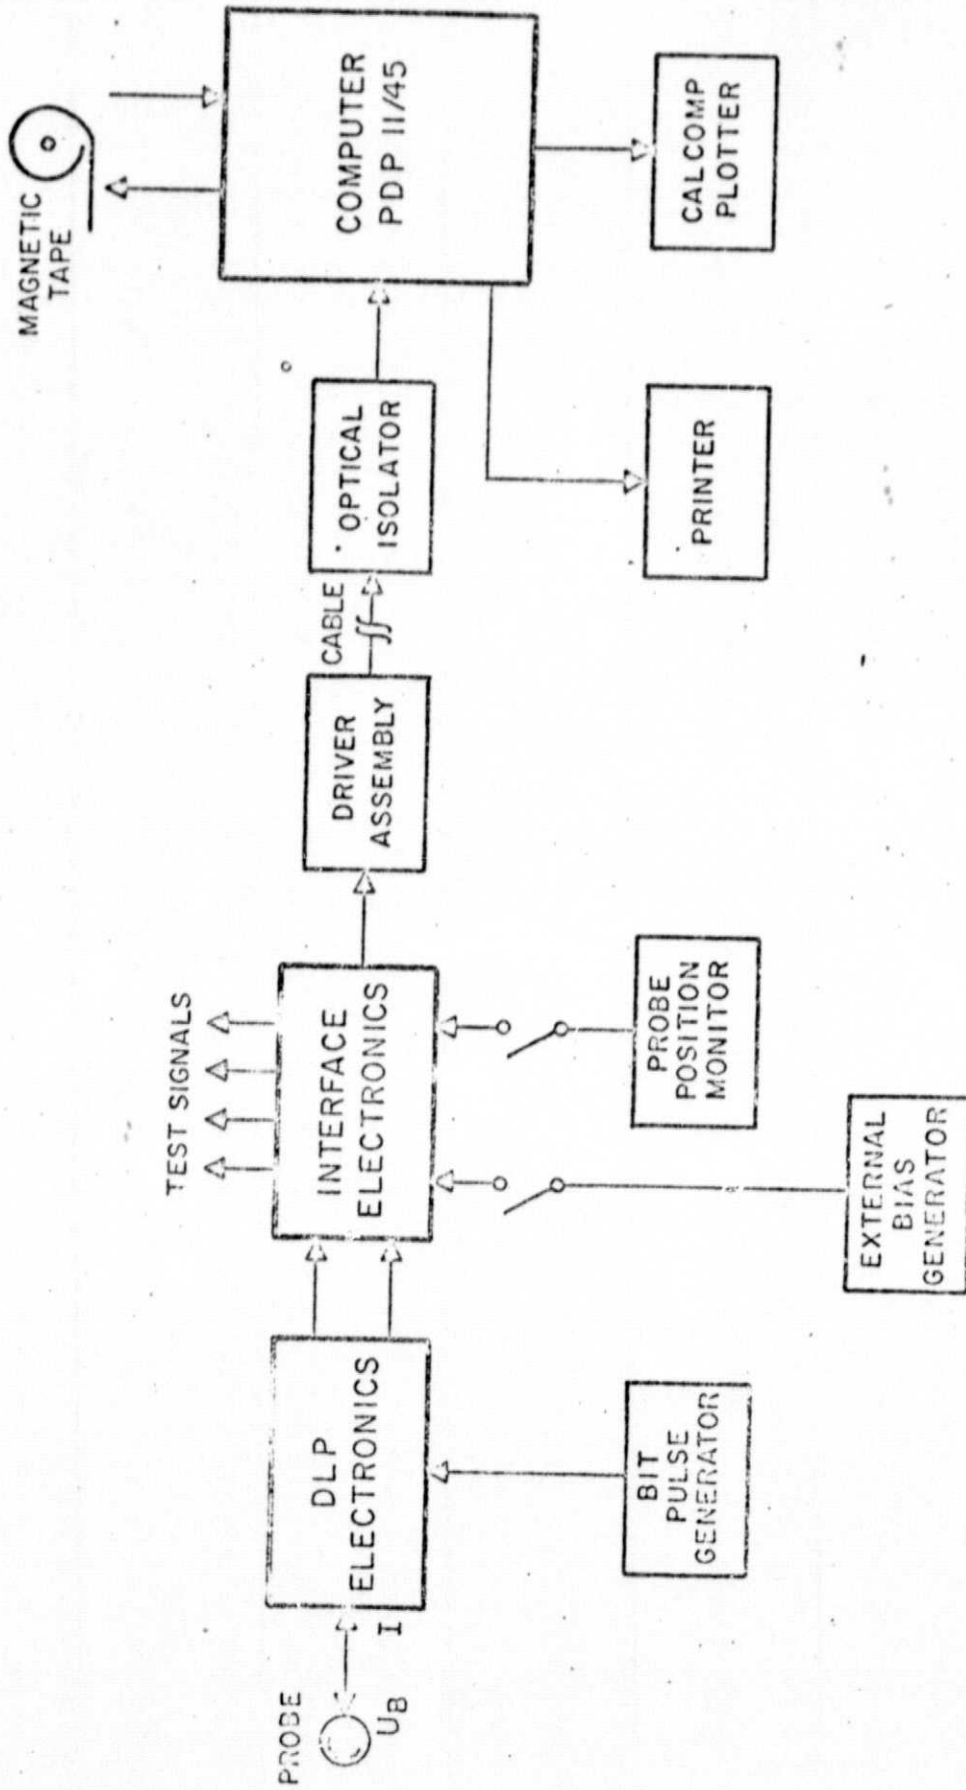 PROBE
U_B
I
DLP
ELECTRONICS
BIT
PULSE
GENERATOR
TEST SIGNALS
INTERFACE
ELECTRONICS
EXTERNAL
BIAS
GENERATOR
PROBE
POSITION
MONITOR
DRIVER
ASSEMBLY
CABLE
OPTICAL
ISOLATOR
PRINTER
MAGNETIC
TAPE
COMPUTER
PDP 11/45
CALCOMP
PLOTTER